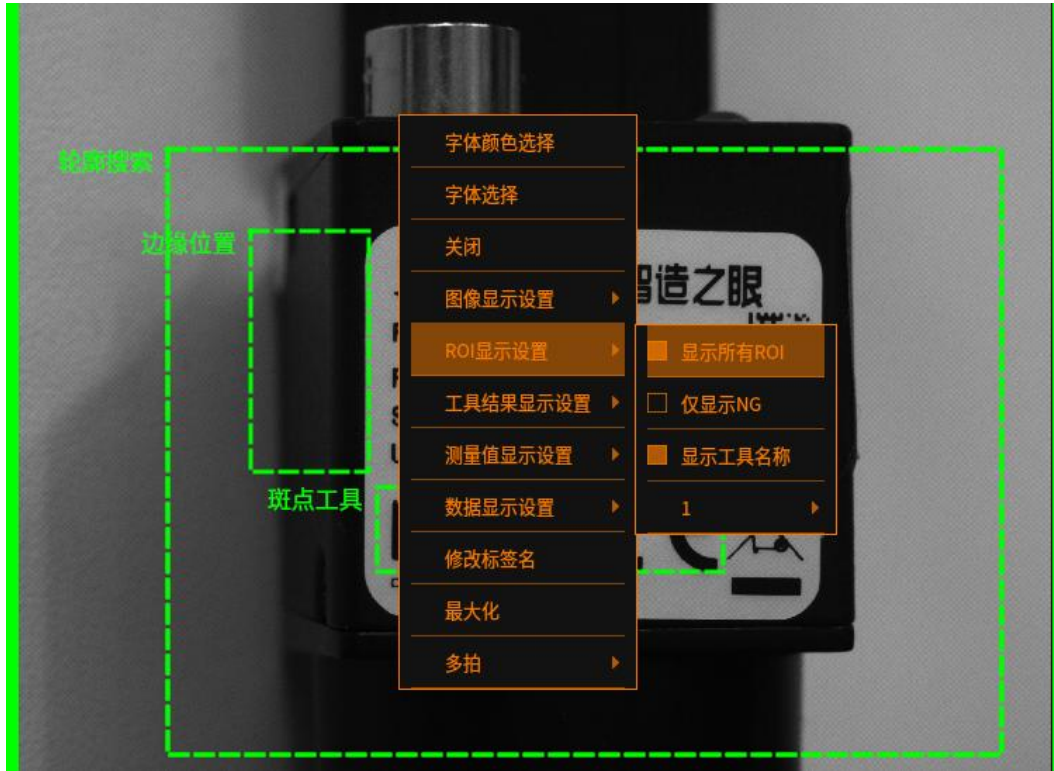 字体颜色选择
轮廓搜索
字体选择
边缘位置
关闭
图像显示设置
智造之眼
ROI显示设置
显示所有ROI
工具结果显示设置
仅显示NG
测量值显示设置
显示工具名称
斑点工具
数据显示设置
1
修改标签名
最大化
多拍